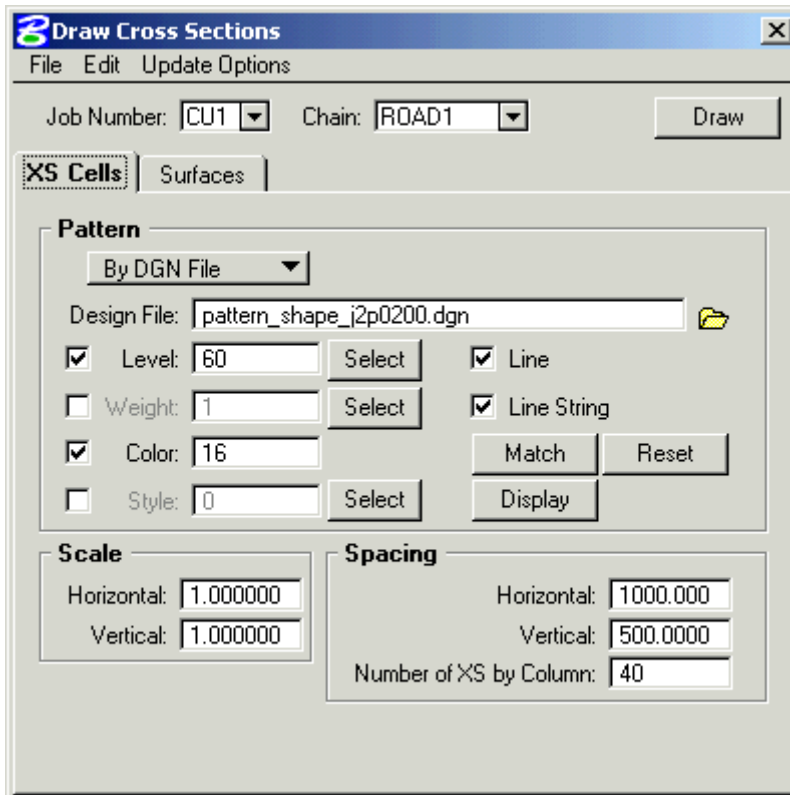 Draw Cross Sections
File Edit Update Options
Job Number: CU1 Chain: ROAD1 Draw
XS Cells Surfaces
Pattern
By DGN File
Design File: pattern_shape_j2p0200.dgn
Level: 60 Select Line
Weight: 1 Select Line String
Color: 16 Match Reset
Style: 0 Select Display
Scale Spacing
Horizontal: 1.000000 Horizontal: 1000.000
Vertical: 1.000000 Vertical: 500.0000
Number of XS by Column: 40